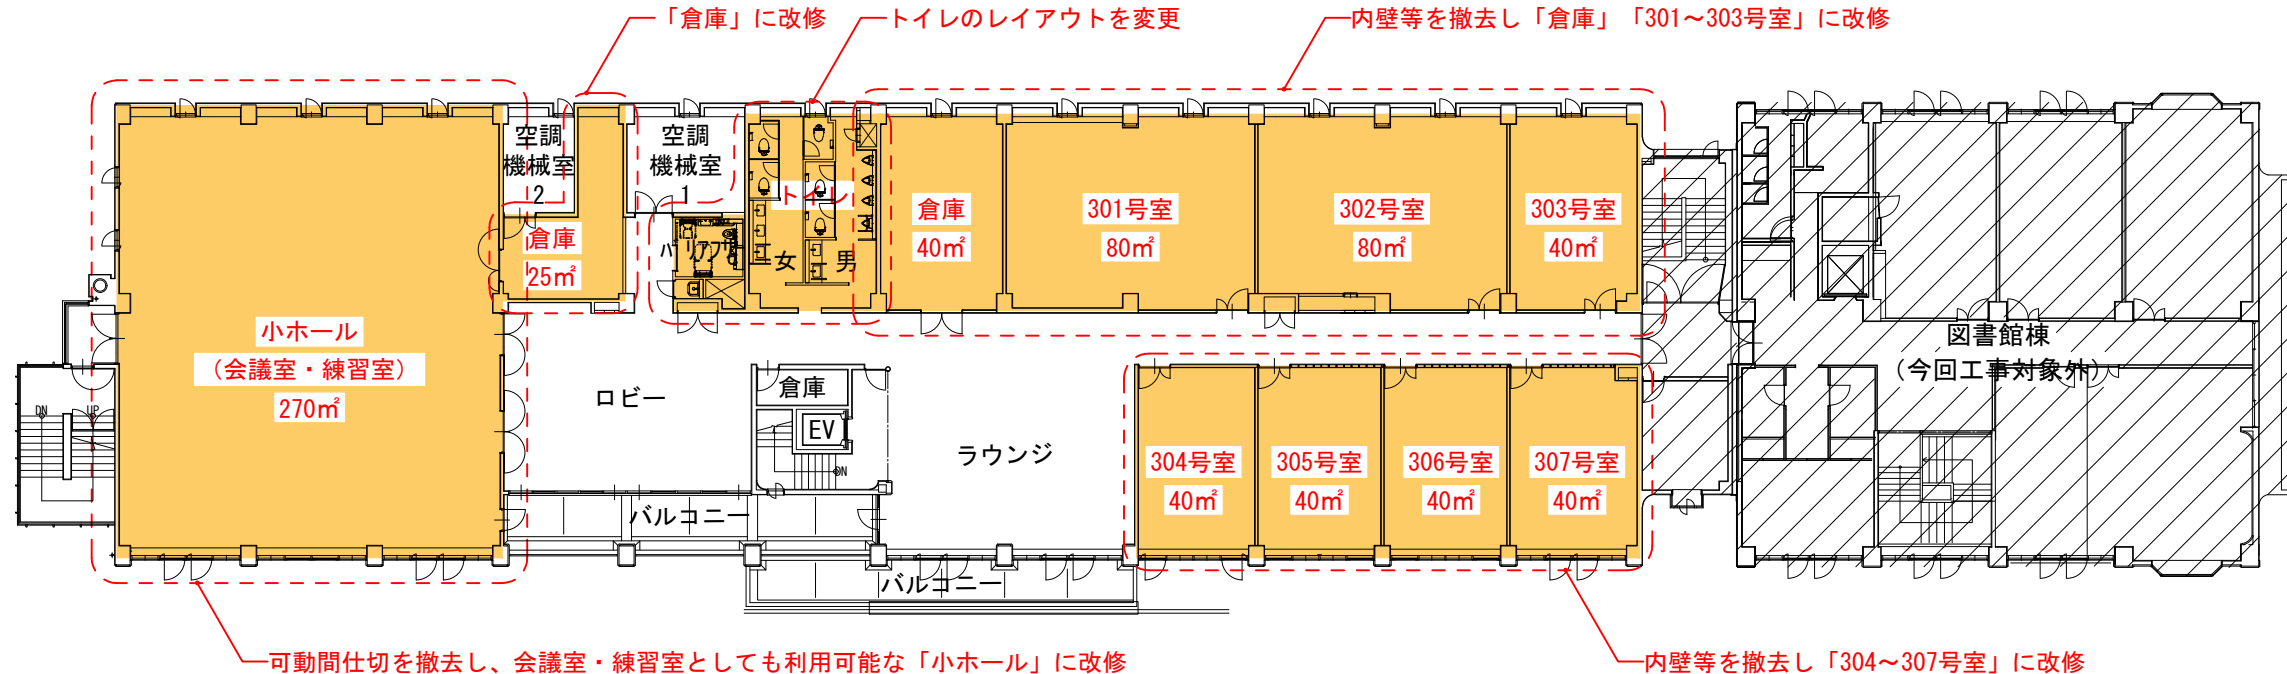 「倉庫」に改修
トイレのレイアウトを変更
内壁等を撤去し「倉庫」「301～303号室」に改修
空調
機械室
2
空調
機械室
1
トイレ
倉庫
25㎡
バリアフリー
女
男
倉庫
40㎡
301号室
80㎡
302号室
80㎡
303号室
40㎡
小ホール
（会議室・練習室）
270㎡
図書館棟
（今回工事対象外）
DN
UP
ロビー
倉庫
EV
DN
ラウンジ
304号室
40㎡
305号室
40㎡
306号室
40㎡
307号室
40㎡
バルコニー
バルコニー
可動間仕切を撤去し、会議室・練習室としても利用可能な「小ホール」に改修
内壁等を撤去し「304～307号室」に改修